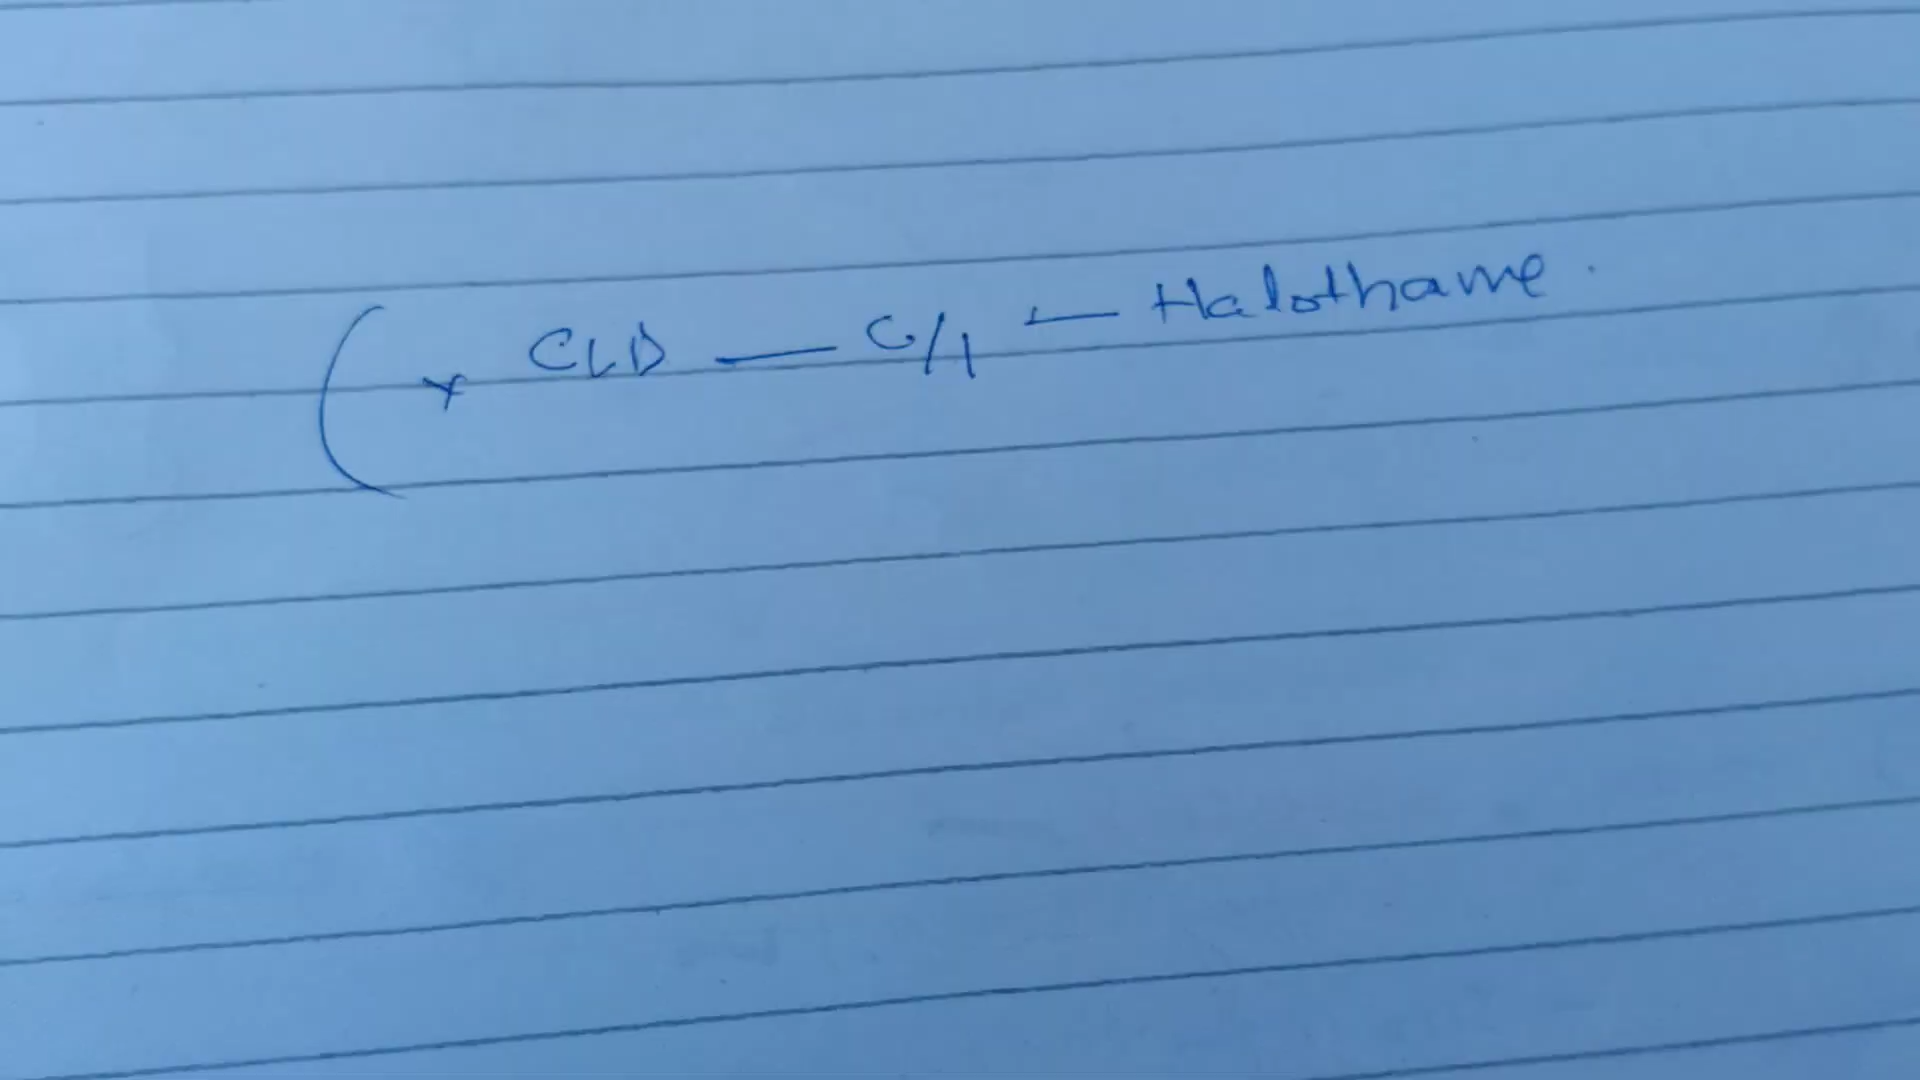 ( * CLD — C/I — Halothane.